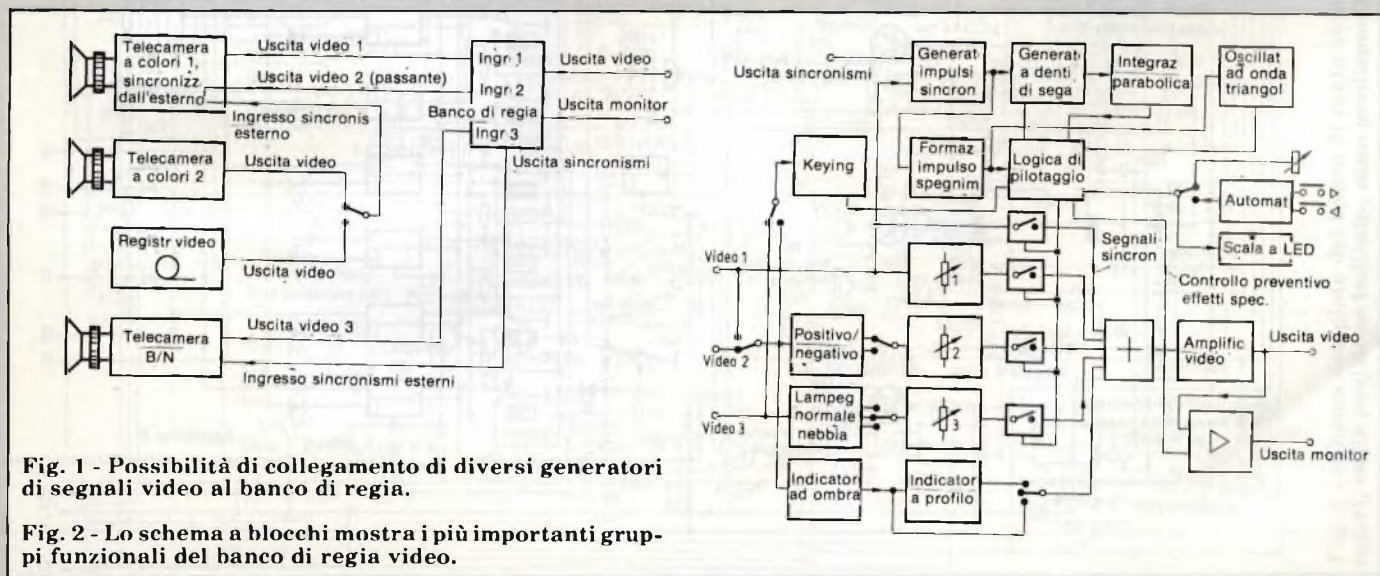 Telecamera
a colori 1,
sincronizz
dall'esterno
Uscita video 1
Uscita video 2 (passante)
Ingresso sincronis
esterno
Ingr 1
Ingr 2
Banco di regia
Ingr 3
Uscita video
Uscita monitor
Uscita sincronismi
Telecamera
a colori 2
Uscita video
Registr video
Uscita video
Telecamera
B/N
Uscita video 3
Ingresso sincronismi esterni
Fig. 1 - Possibilità di collegamento di diversi generatori
di segnali video al banco di regia.
Fig. 2 - Lo schema a blocchi mostra i più importanti grup-
pi funzionali del banco di regia video.
Uscita sincronismi
Generat
impulsi
sincron
Generat
a denti
di sega
Integraz
parabolica
Oscillat
ad onda
triangol
Keying
Formaz
impulso
spegnim
Logica di
pilotaggio
Automat
Scala a LED
Segnali
sincron
Controllo preventivo
effetti spec.
Video 1
1
Video 2
Positivo/
negativo
2
+
Amplific
video
Uscita video
Video 3
Lampeg
normale
nebbia
3
Uscita monitor
Indicator
ad ombra
Indicator
a profilo